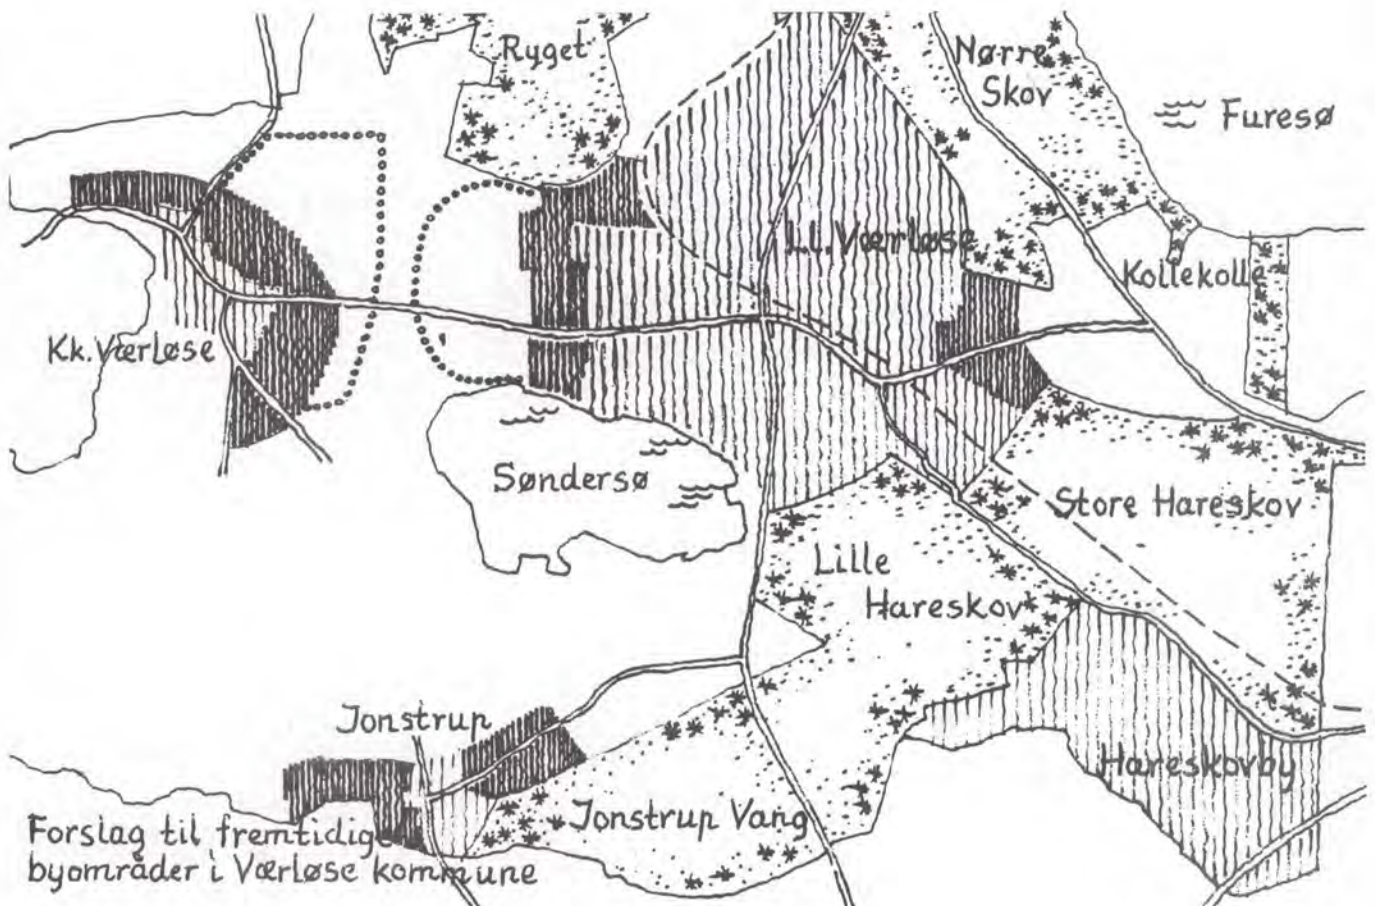 Ryget
Nørre
Skov
Furesø
Ll. Værløse
Kollekolle
Kk. Værløse
Søndersø
Store Hareskov
Lille
Hareskov
Jonstrup
Hareskovby
Jonstrup Vang
Forslag til fremtidige
byområder i Værløse kommune